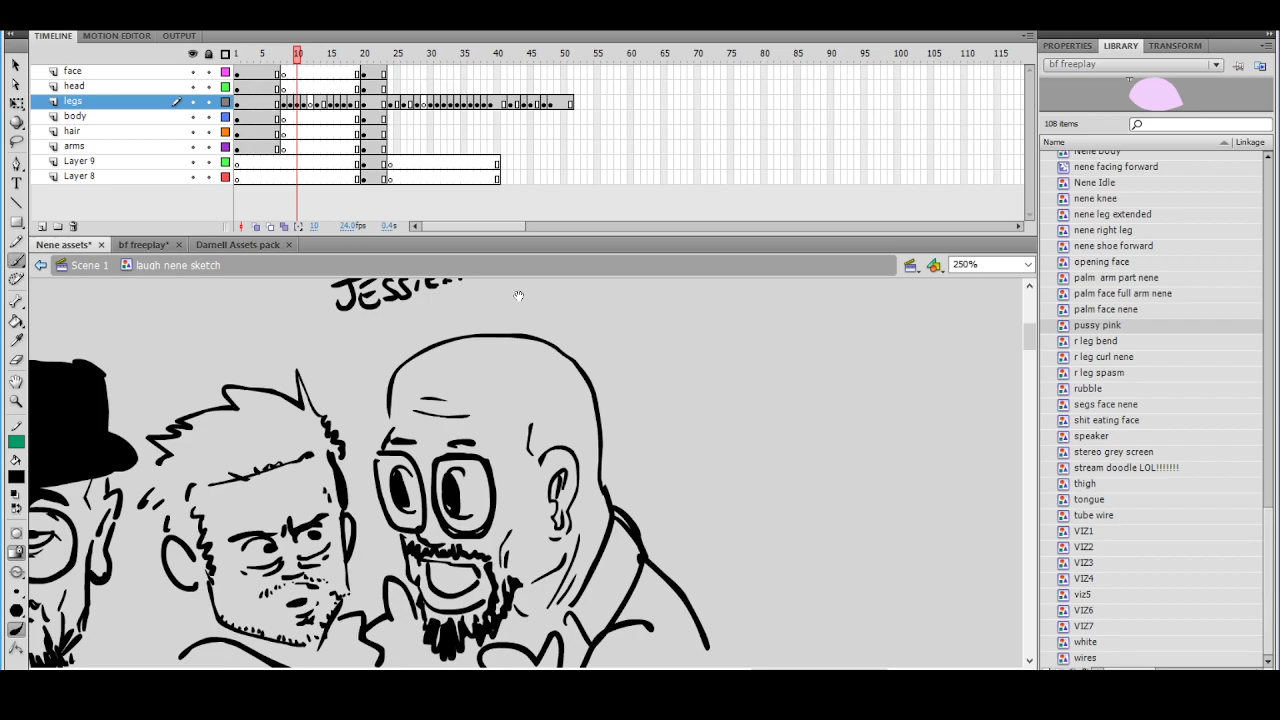 TIMELINE MOTION EDITOR OUTPUT
1 5 10 15 20 25 30 35 40 45 50 55 60 65 70 75 80 85 90 95 100 105 110 115
face
head
legs
body
hair
arms
Layer 9
Layer 8
10 24.0fps 0.4s
Nene assets* bf freeplay* Darnell Assets pack
Scene 1 laugh nene sketch 250%
PROPERTIES LIBRARY TRANSFORM
bf freeplay
108 items
Name Linkage
Nene Body
nene facing forward
Nene Idle
nene knee
nene leg extended
nene right leg
nene shoe forward
opening face
palm  arm part nene
palm face full arm nene
palm face nene
pussy pink
r leg bend
r leg curl nene
r leg spasm
rubble
segs face nene
shit eating face
speaker
stereo grey screen
stream doodle LOL!!!!!!!
thigh
tongue
tube wire
VIZ1
VIZ2
VIZ3
VIZ4
viz5
VIZ6
VIZ7
white
wires